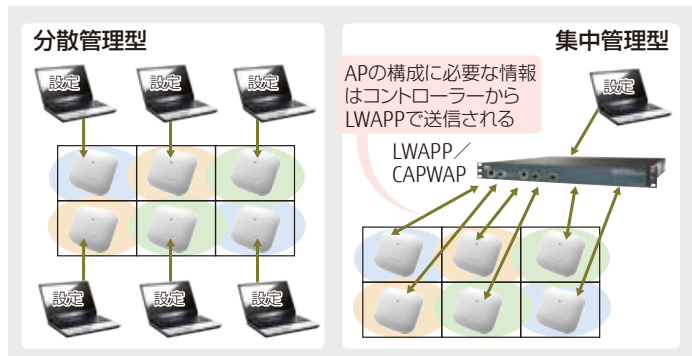 分散管理型
設定
設定
設定
設定
設定
設定
集中管理型
APの構成に必要な情報
はコントローラーから
LWAPPで送信される
設定
LWAPP／
CAPWAP